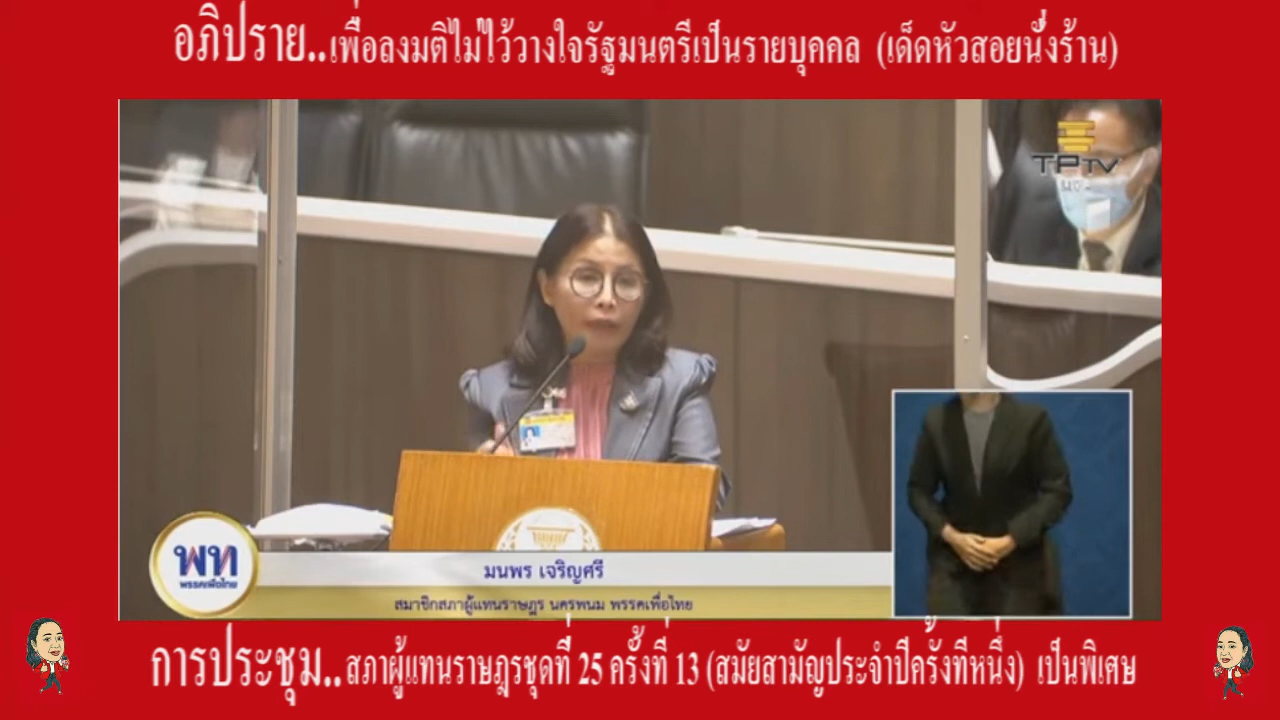 อภิปราย..เพื่อลงมติไม่ไว้วางใจรัฐมนตรีเป็นรายบุคคล (เด็ดหัวสอยนั่งร้าน)
TPTV
พท
พรรคเพื่อไทย
มนพร เจริญศรี
สมาชิกสภาผู้แทนราษฎร นครพนม พรรคเพื่อไทย
การประชุม..สภาผู้แทนราษฎรชุดที่ 25 ครั้งที่ 13 (สมัยสามัญประจำปีครั้งที่หนึ่ง) เป็นพิเศษ